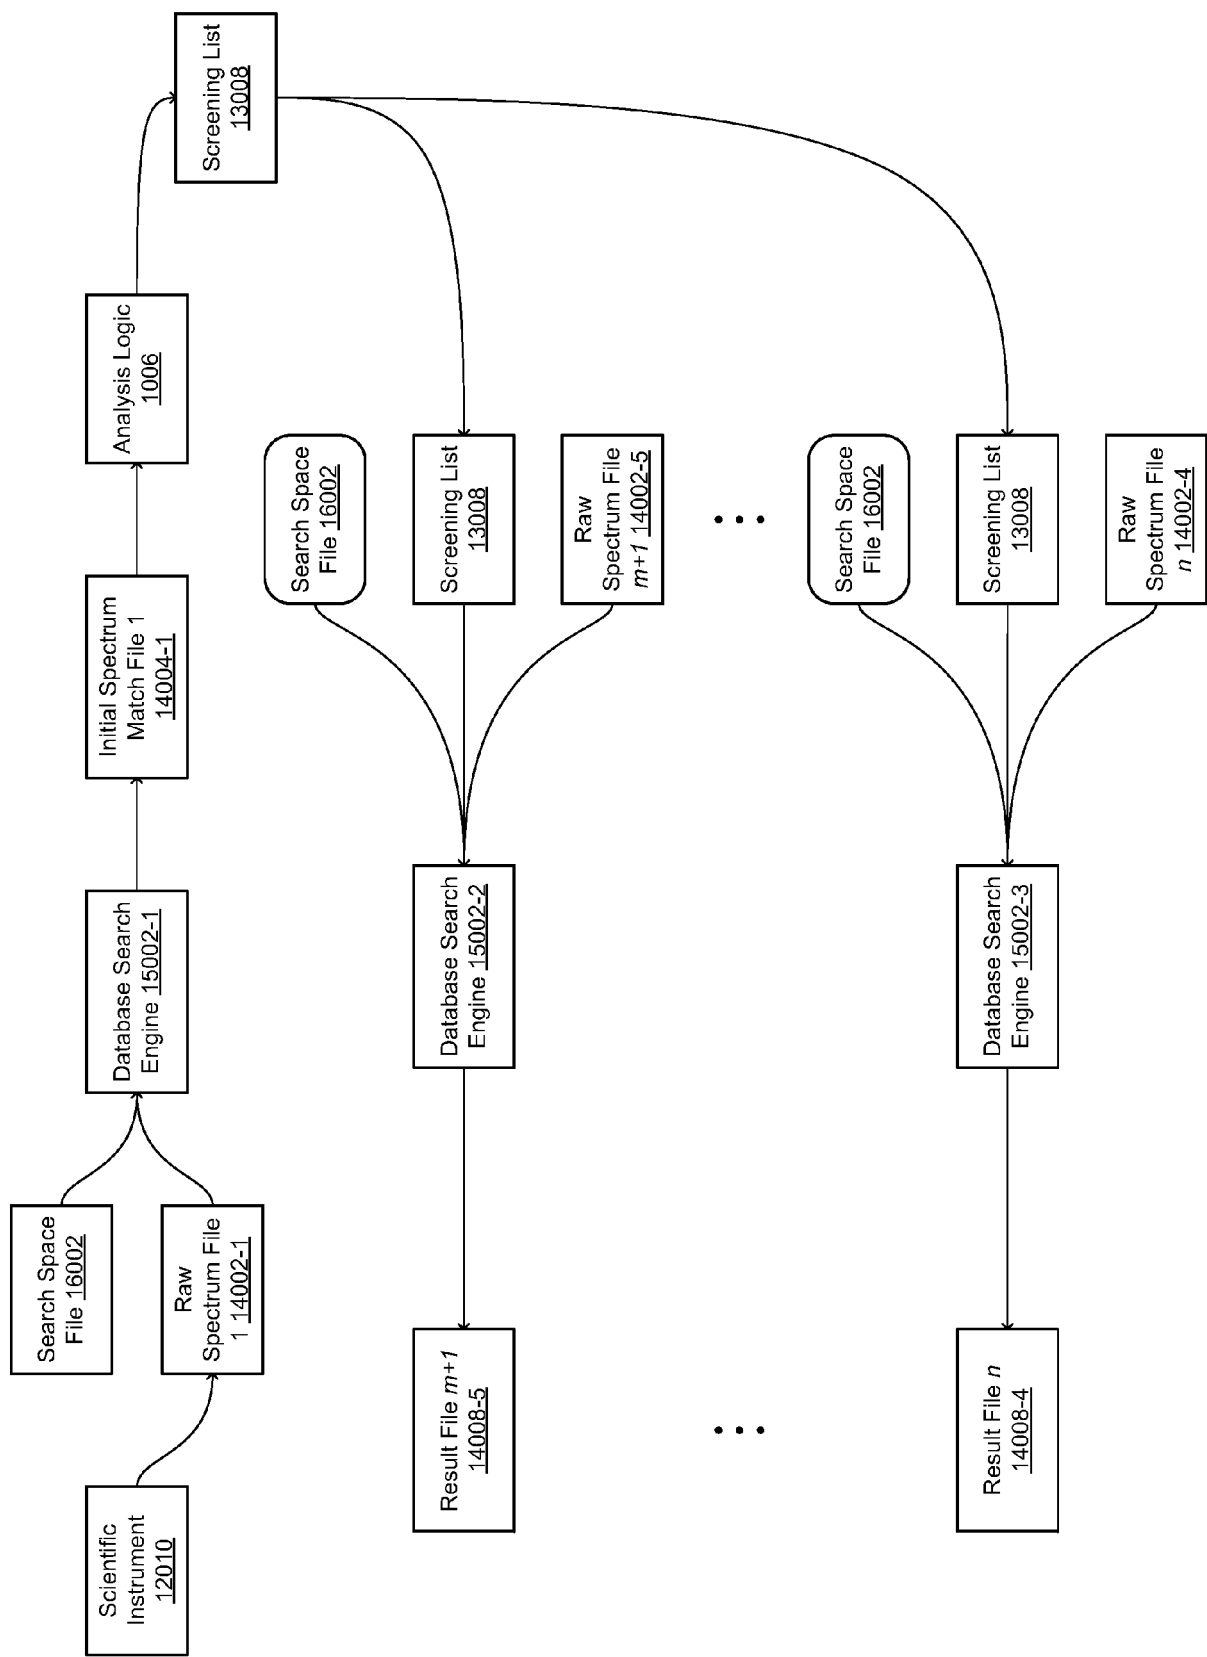 Scientific
Instrument
12010
Search Space
File 16002
Raw
Spectrum File
1 14002-1
Database Search
Engine 15002-1
Initial Spectrum
Match File 1
14004-1
Analysis Logic
1006
Screening List
13008
Result File m+1
14008-5
Database Search
Engine 15002-2
Search Space
File 16002
Screening List
13008
Raw
Spectrum File
m+1 14002-5
Result File n
14008-4
Database Search
Engine 15002-3
Search Space
File 16002
Screening List
13008
Raw
Spectrum File
n 14002-4